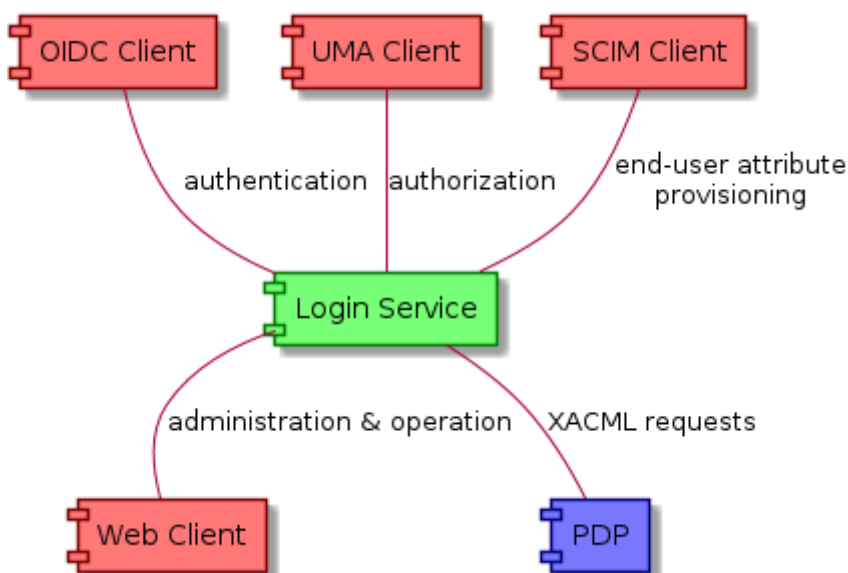 OIDC Client
UMA Client
SCIM Client
authentication
authorization
end-user attribute
provisioning
Login Service
administration & operation
XACML requests
Web Client
PDP